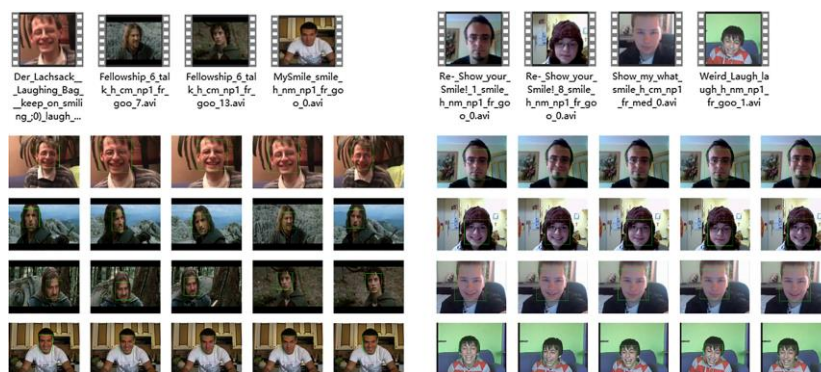 Der_Lachsack_
_Laughing_Bag_
_keep_on_smili
ng_;0)_laugh_...
Fellowship_6_tal
k_h_cm_np1_fr_
goo_7.avi
Fellowship_6_tal
k_h_cm_np1_fr_
goo_13.avi
MySmile_smile_
h_nm_np1_fr_go
o_0.avi
Re-_Show_your_
Smile!_1_smile_
h_nm_np1_fr_go
o_0.avi
Re-_Show_your_
Smile!_8_smile_
h_nm_np1_fr_go
o_0.avi
Show_my_what_
smile_h_cm_np1
_fr_med_0.avi
Weird_Laugh_la
ugh_h_nm_np1_
fr_goo_1.avi